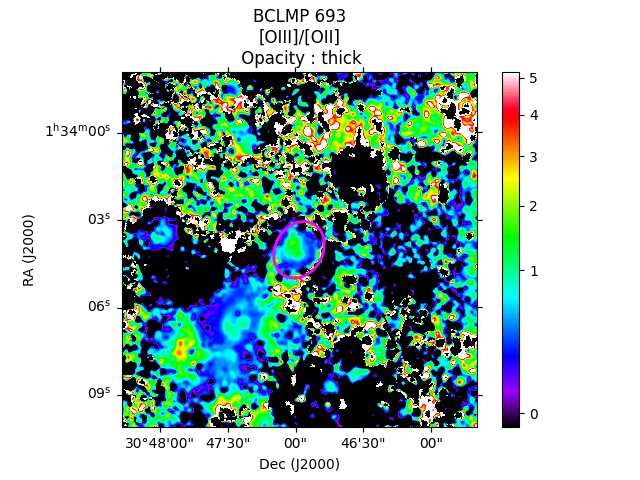 BCLMP 693
[OIII]/[OII]
Opacity : thick
1ʰ34ᵐ00ˢ
03ˢ
06ˢ
09ˢ
RA (J2000)
30°48'00"
47'30"
00"
46'30"
00"
Dec (J2000)
5
4
3
2
1
0